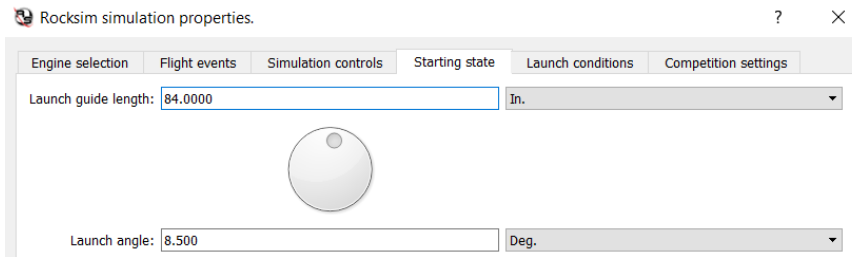 Rocksim simulation properties. ?
Engine selection Flight events Simulation controls Starting state Launch conditions Competition settings
Launch guide length: 84.0000 In.
Launch angle: 8.500 Deg.